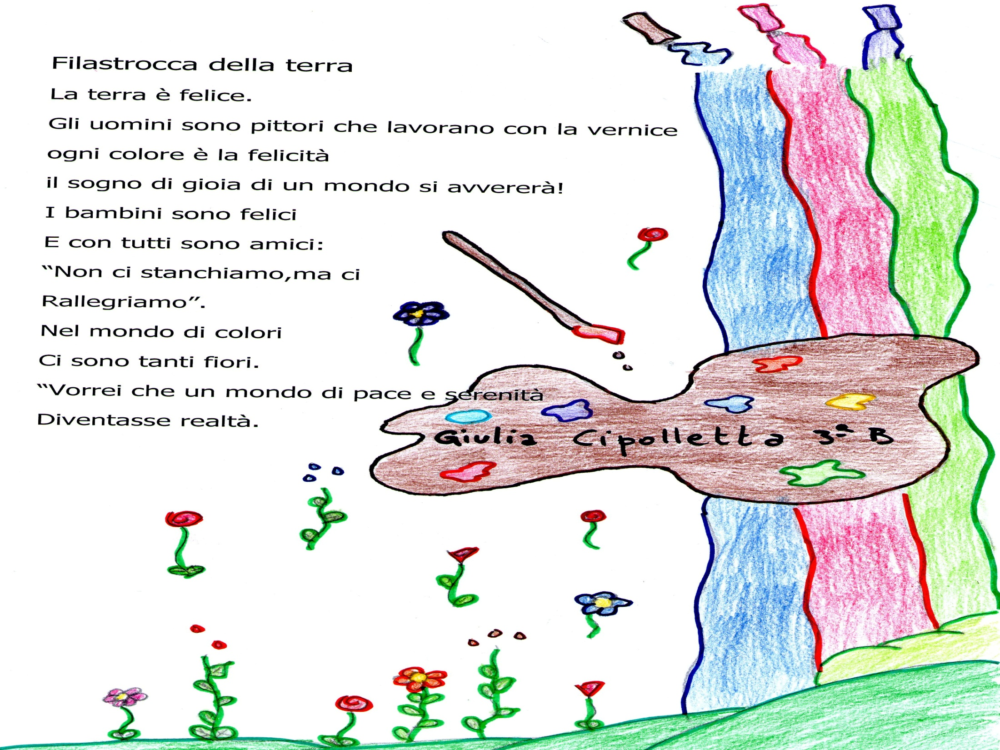 Filastrocca della terra
La terra è felice.
Gli uomini sono pittori che lavorano con la vernice
ogni colore è la felicità
il sogno di gioia di un mondo si avvererà!
I bambini sono felici
E con tutti sono amici:
“Non ci stanchiamo,ma ci
Rallegriamo”.
Nel mondo di colori
Ci sono tanti fiori.
“Vorrei che un mondo di pace e serenità
Diventasse realtà.
Giulia Cipolletta 3ª B